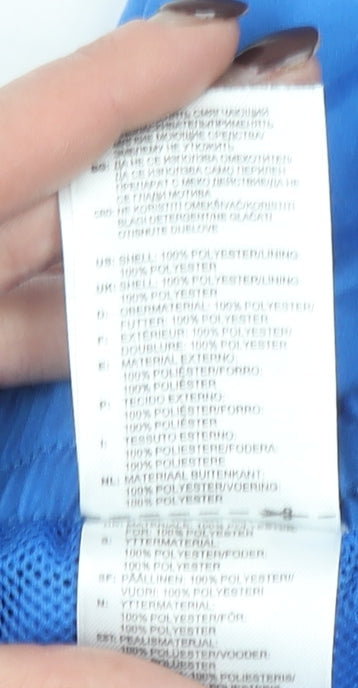 BG: ДА НЕ СЕ ИЗПОЛЗВА ОМЕКОТИТЕЛ/
ДА СЕ ИЗПОЛЗВА САМО ПЕРИЛЕН
ПРЕПАРАТ С МЕКО ДЕЙСТВИЕ/ДА НЕ
СЕ ГЛАДИ МОТИВА
NE KORISTITI OMEKŠIVAČ/KORISTITI
BLAGI DETERGENT/NE GLAČATI
OTISNUTE DIJELOVE
US: SHELL: 100% POLYESTER/LINING:
100% POLYESTER
UK: SHELL: 100% POLYESTER/LINING:
100% POLYESTER
D: OBERMATERIAL: 100% POLYESTER/
FUTTER: 100% POLYESTER
F: EXTÉRIEUR: 100% POLYESTER/
DOUBLURE: 100% POLYESTER
E: MATERIAL EXTERNO:
100% POLIÉSTER/FORRO:
100% POLIÉSTER
P: TECIDO EXTERNO:
100% POLIÉSTER/FORRO:
100% POLIÉSTER
I: TESSUTO ESTERNO:
100% POLIESTERE/FODERA:
100% POLIESTERE
NL: MATERIAAL BUITENKANT:
100% POLYESTER/VOERING:
100% POLYESTER
100% POLYESTER
S: YTTERMATERIAL:
100% POLYESTER/FODER:
100% POLYESTER
SF: PÄÄLLINEN: 100% POLYESTERI/
VUORI: 100% POLYESTERI
N: YTTERMATERIAL:
100% POLYESTER/FÔR:
100% POLYESTER
EST: PEALISMATERJAL:
100% POLÜESTER/VOODER:
100% POLÜESTER